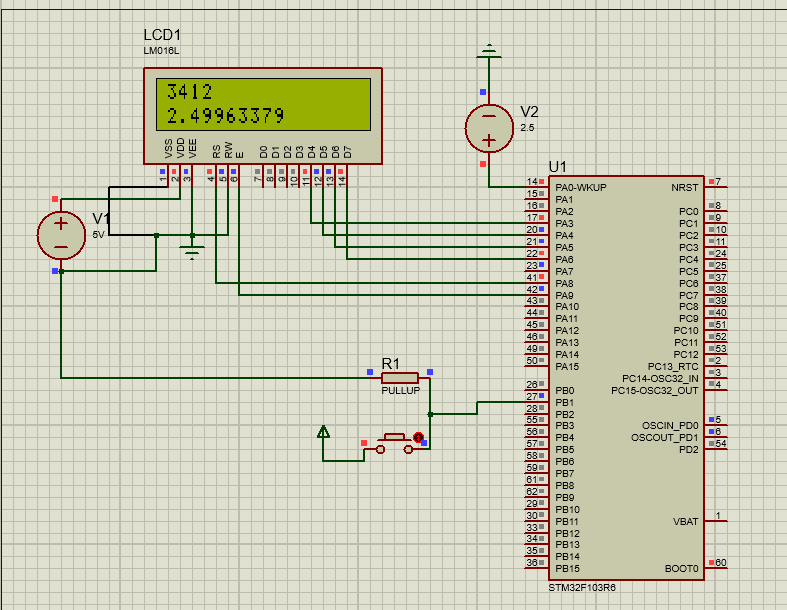 LCD1
LM016L
3412
2.49963379
VSS VDD VEE RS RW E D0 D1 D2 D3 D4 D5 D6 D7
1 2 3 4 5 6 7 8 9 10 11 12 13 14
V2
2.5
V1
5V
R1
PULLUP
U1
14 PA0-WKUP NRST 7
15 PA1
16 PA2 PC0 8
17 PA3 PC1 9
20 PA4 PC2 10
21 PA5 PC3 11
22 PA6 PC4 24
23 PA7 PC5 25
41 PA8 PC6 37
42 PA9 PC7 38
43 PA10 PC8 39
44 PA11 PC9 40
45 PA12 PC10 51
46 PA13 PC11 52
49 PA14 PC12 53
50 PA15 PC13_RTC 2
PC14-OSC32_IN 3
26 PB0 PC15-OSC32_OUT 4
27 PB1
28 PB2
55 PB3 OSCIN_PD0 5
56 PB4 OSCOUT_PD1 6
57 PB5 PD2 54
58 PB6
59 PB7
61 PB8
62 PB9
29 PB10
30 PB11 VBAT 1
33 PB12
34 PB13
35 PB14
36 PB15 BOOT0 60
STM32F103R6